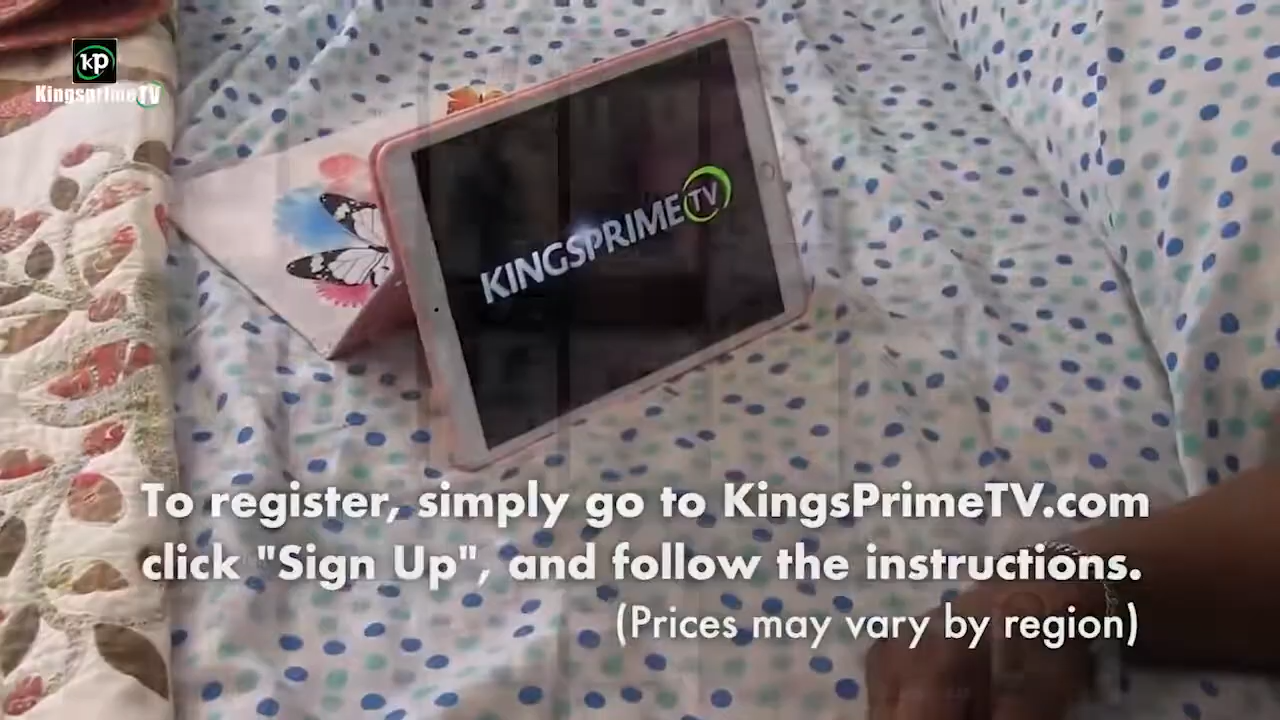 kp
KingsprimeTV
KINGSPRIME TV
To register, simply go to KingsPrimeTV.com
click "Sign Up", and follow the instructions.
(Prices may vary by region)